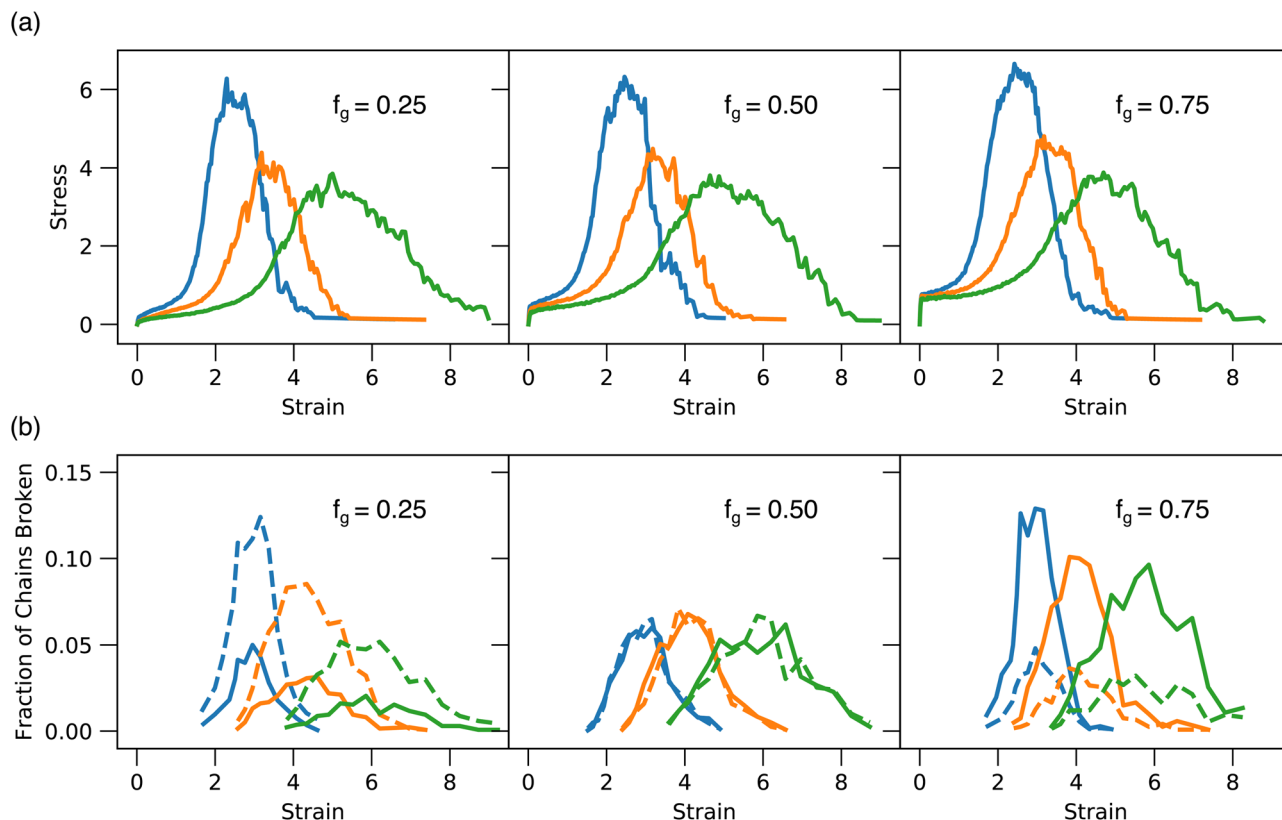 (a)
f_g = 0.25 f_g = 0.50 f_g = 0.75
Stress
6
4
2
0
0 2 4 6 8 0 2 4 6 8 0 2 4 6 8
Strain Strain Strain
(b)
f_g = 0.25 f_g = 0.50 f_g = 0.75
Fraction of Chains Broken
0.15
0.10
0.05
0.00
0 2 4 6 8 0 2 4 6 8 0 2 4 6 8
Strain Strain Strain